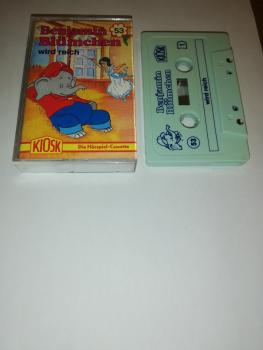 Benjamin
Blümchen
53
wird reich
KIOSK
Die Hörspiel-Cassette
Benjamin
Blümchen
wird reich
53